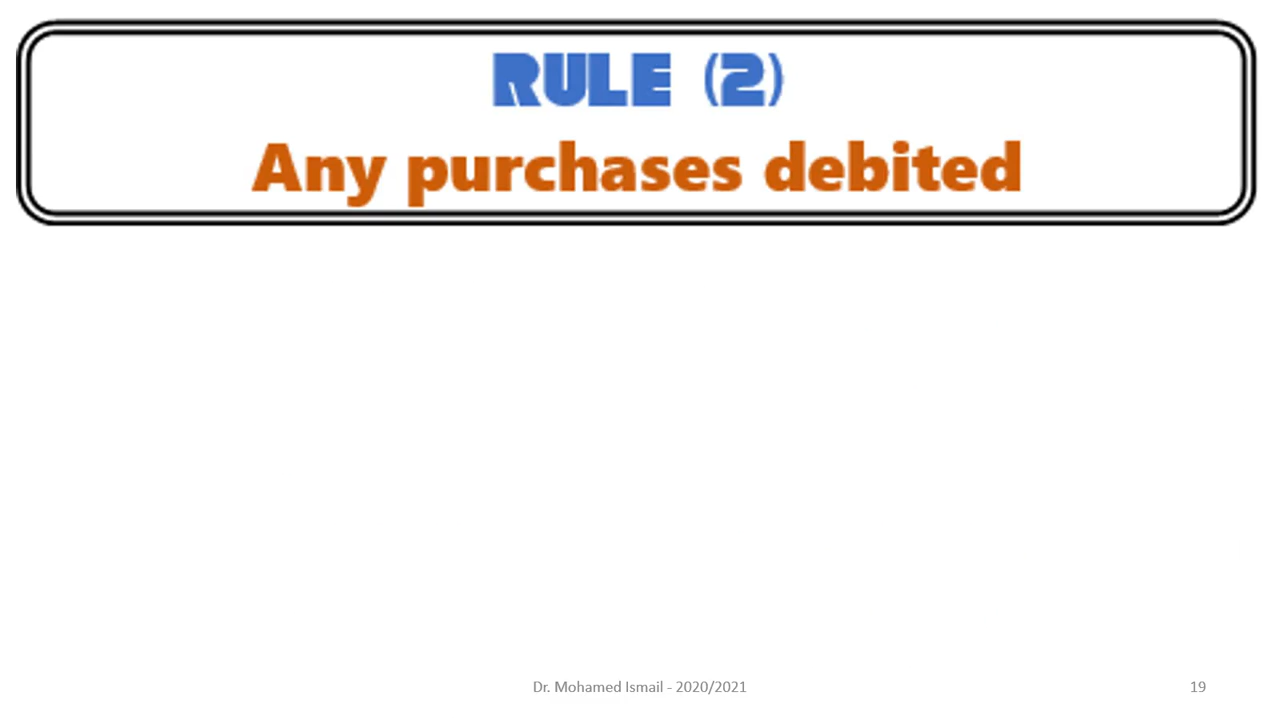 RULE (2)
Any purchases debited
Dr. Mohamed Ismail - 2020/2021
19